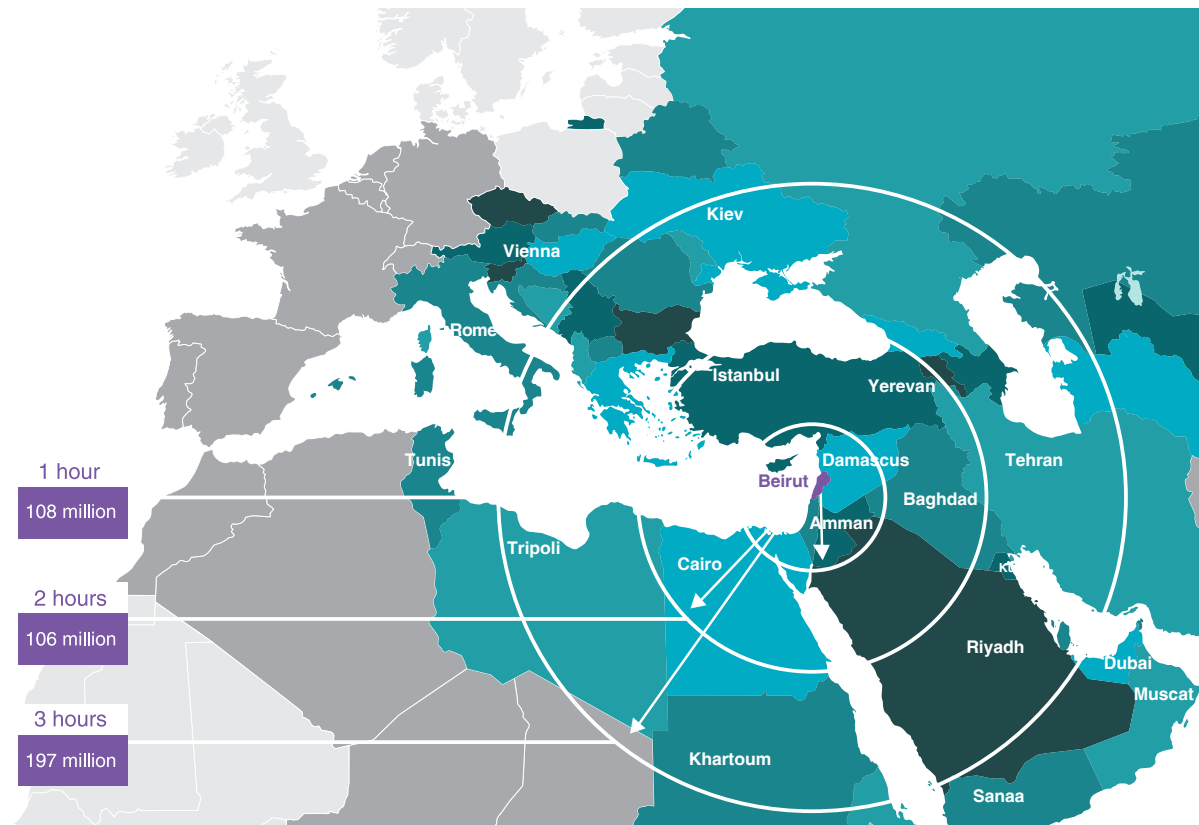 Kiev
Vienna
Rome
Istanbul
Yerevan
Tunis
Damascus
Tehran
Beirut
Baghdad
1 hour
108 million
Amman
Tripoli
Cairo
2 hours
106 million
Riyadh
Dubai
Muscat
3 hours
197 million
Khartoum
Sanaa